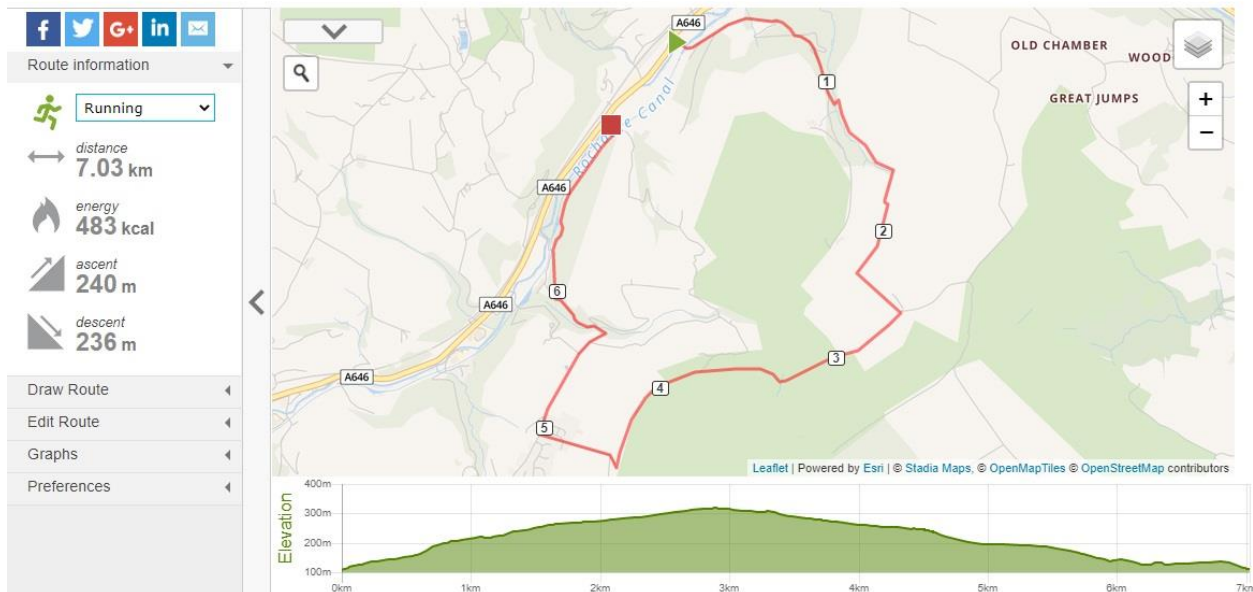 f G+ in
Route information
Running
distance
7.03 km
energy
483 kcal
ascent
240 m
descent
236 m
Draw Route
Edit Route
Graphs
Preferences
A646
OLD CHAMBER
WOOD
GREAT JUMPS
+
−
1
Rochdale Canal
A646
2
6
A646
3
A646
4
5
Leaflet | Powered by Esri | © Stadia Maps, © OpenMapTiles © OpenStreetMap contributors
Elevation
400m
300m
200m
100m
0km 1km 2km 3km 4km 5km 6km 7km